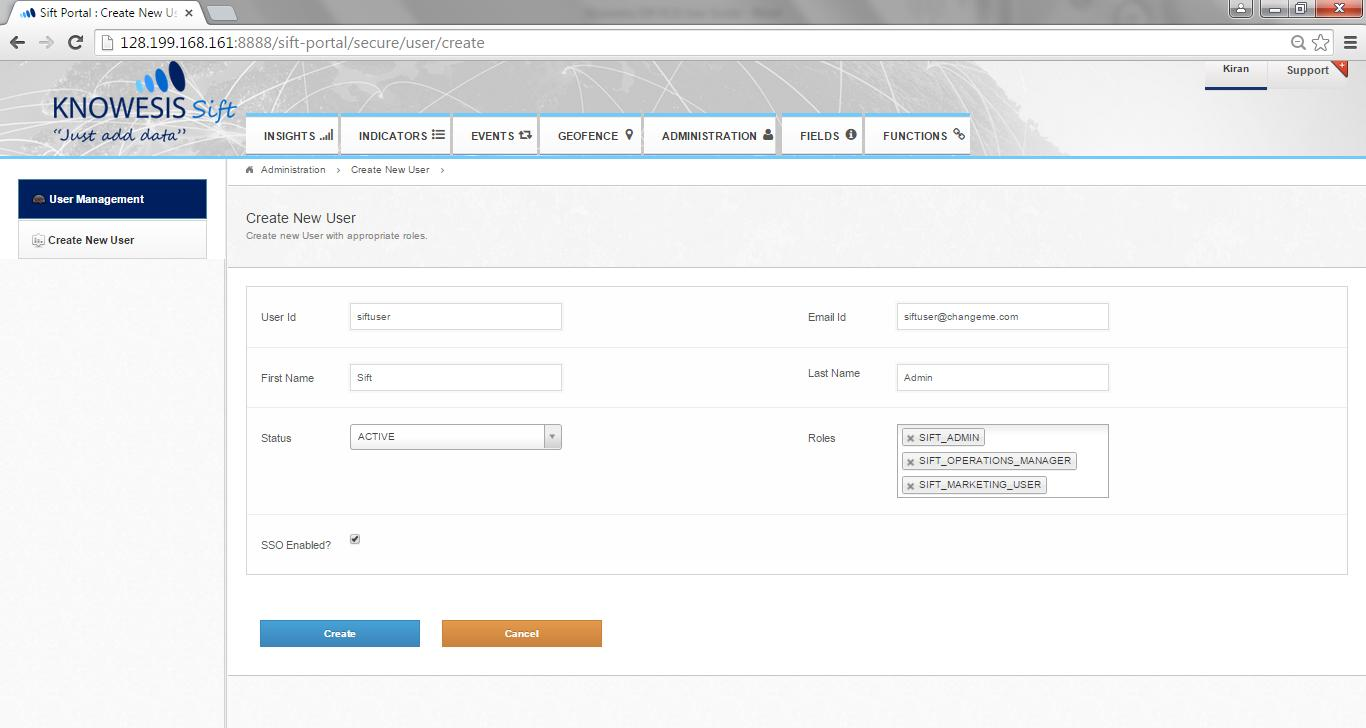 Sift Portal : Create New Us
128.199.168.161:8888/sift-portal/secure/user/create
Kiran
Support
KNOWESIS Sift
"Just add data"
INSIGHTS
INDICATORS
EVENTS
GEOFENCE
ADMINISTRATION
FIELDS
FUNCTIONS
Administration > Create New User >
User Management
Create New User
Create New User
Create new User with appropriate roles.
User Id siftuser Email Id siftuser@changeme.com
First Name Sift Last Name Admin
Status ACTIVE Roles SIFT_ADMIN
SIFT_OPERATIONS_MANAGER
SIFT_MARKETING_USER
SSO Enabled?
Create Cancel